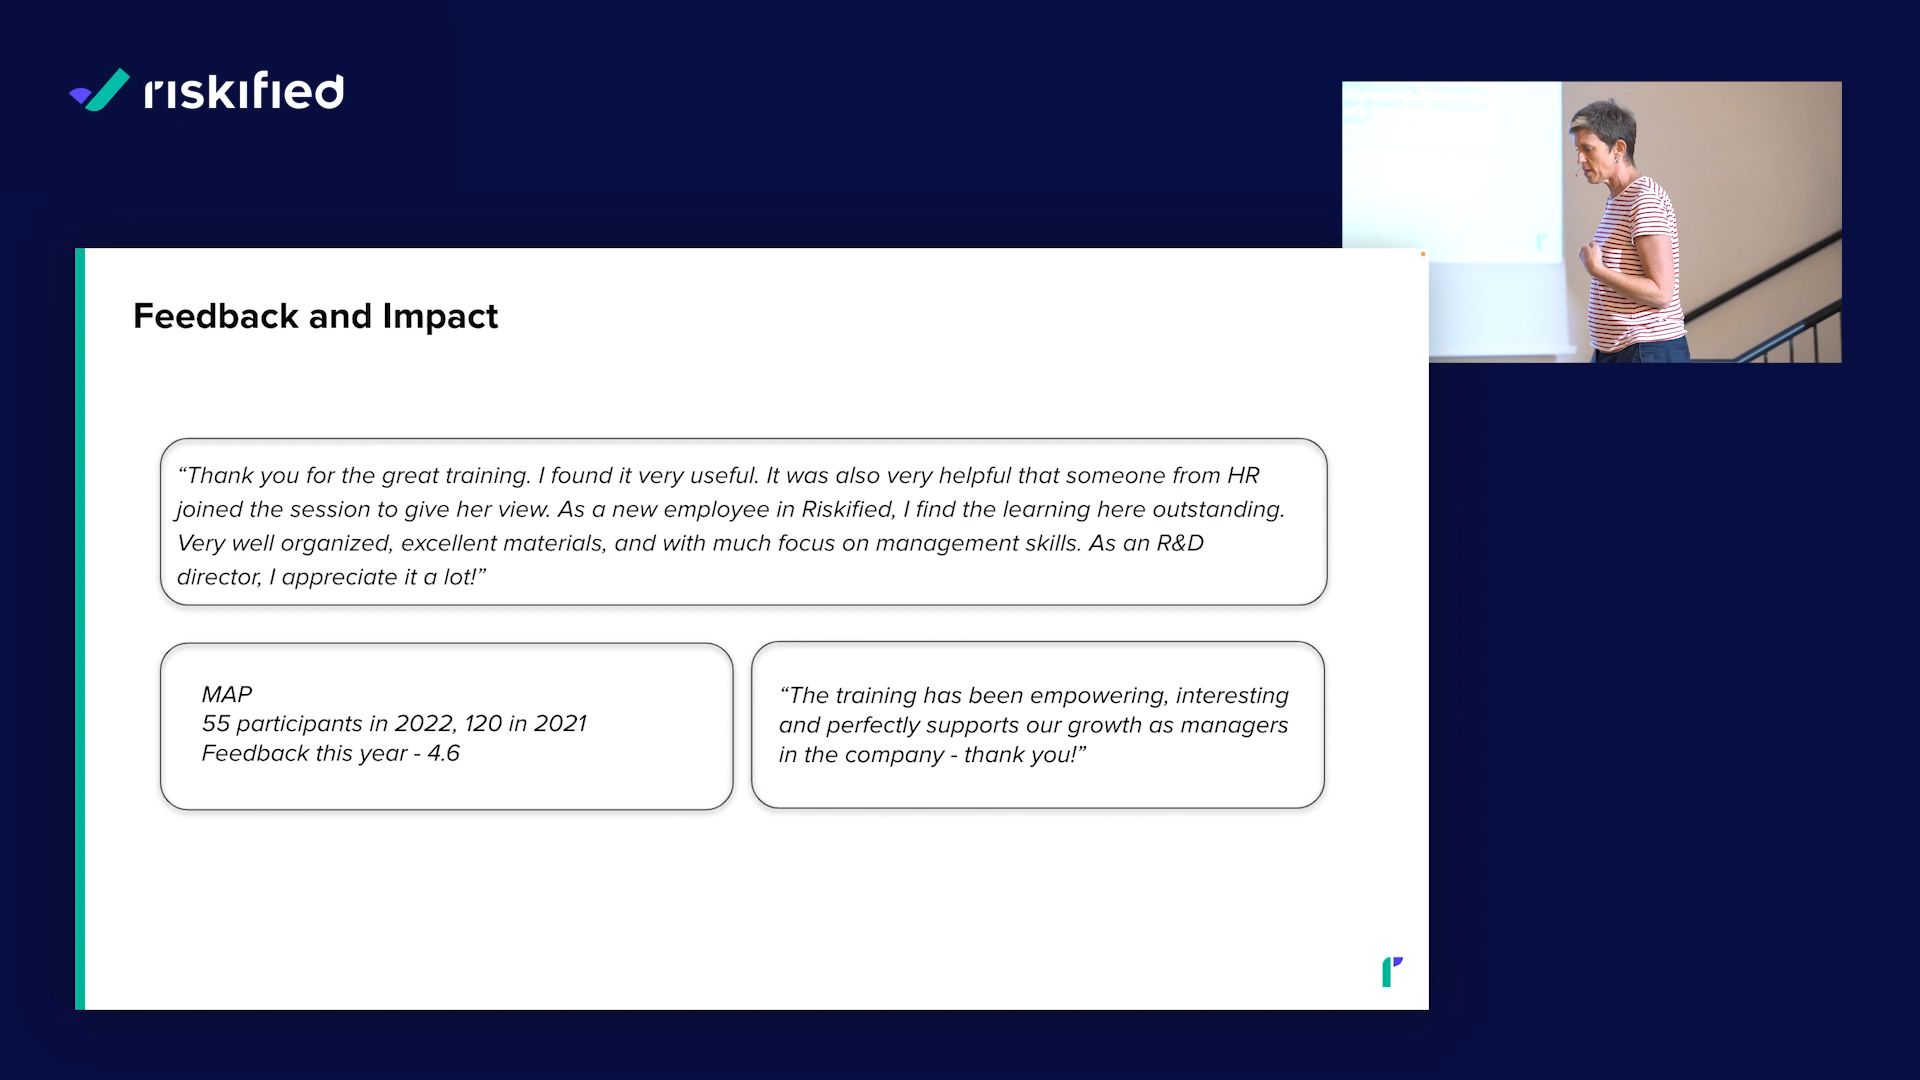 riskified
Feedback and Impact
“Thank you for the great training. I found it very useful. It was also very helpful that someone from HR
joined the session to give her view. As a new employee in Riskified, I find the learning here outstanding.
Very well organized, excellent materials, and with much focus on management skills. As an R&D
director, I appreciate it a lot!”
MAP
55 participants in 2022, 120 in 2021
Feedback this year - 4.6
“The training has been empowering, interesting
and perfectly supports our growth as managers
in the company - thank you!”